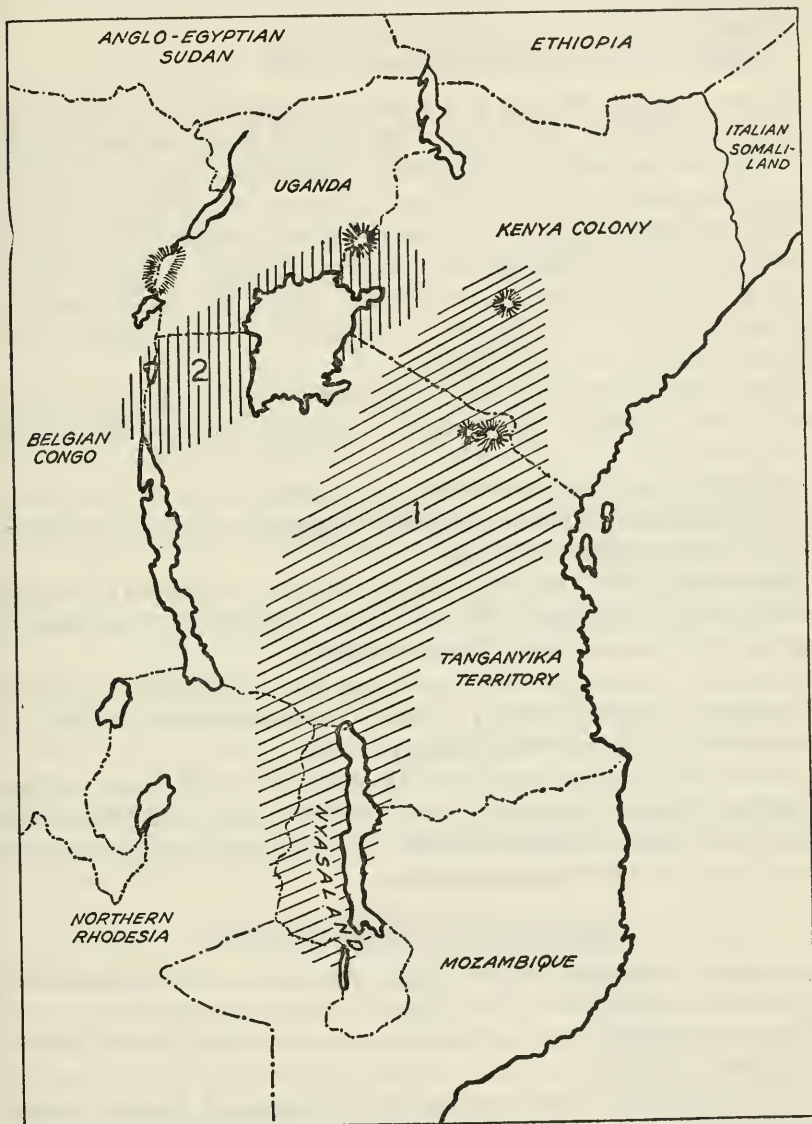 ANGLO-EGYPTIAN
SUDAN
ETHIOPIA
ITALIAN
SOMALI-
LAND
UGANDA
KENYA COLONY
2
BELGIAN
CONGO
1
TANGANYIKA
TERRITORY
NYASALAND
NORTHERN
RHODESIA
MOZAMBIQUE